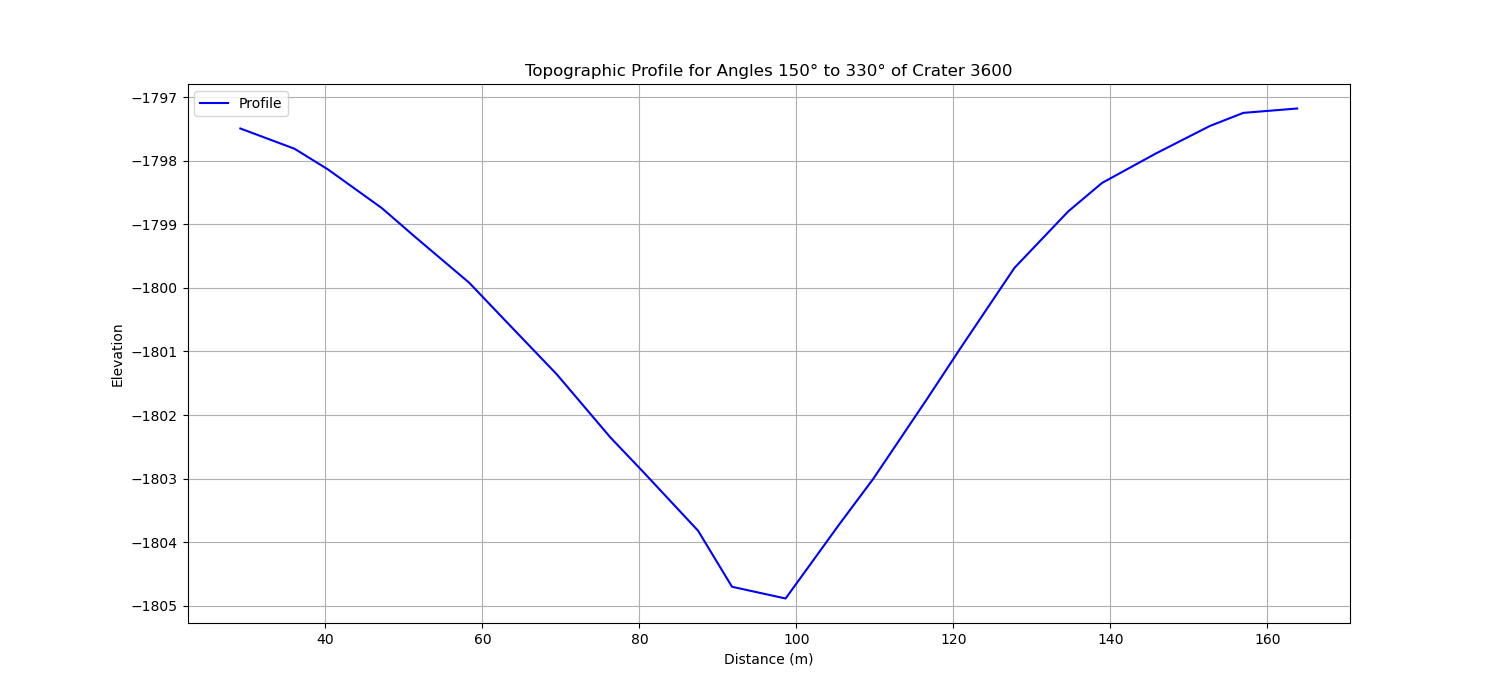 Topographic Profile for Angles 150° to 330° of Crater 3600
Profile
Elevation
−1797
−1798
−1799
−1800
−1801
−1802
−1803
−1804
−1805
40 60 80 100 120 140 160
Distance (m)